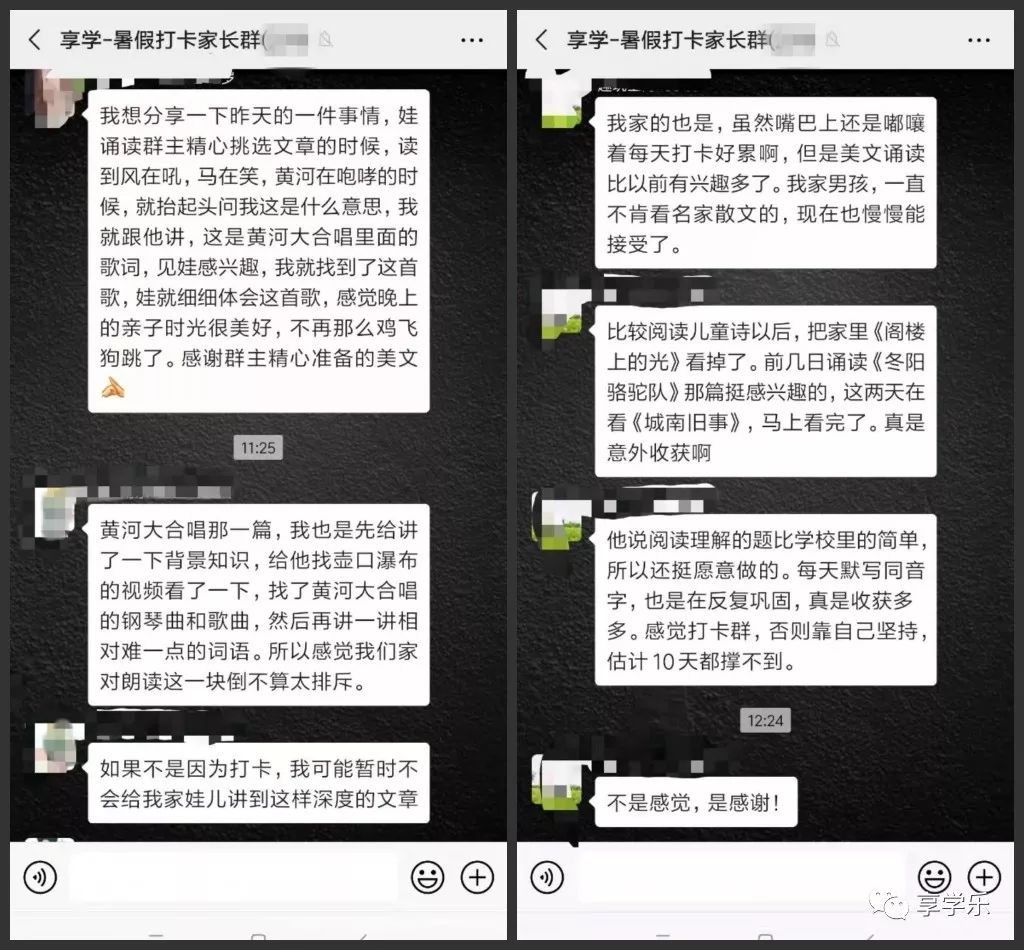 享学-暑假打卡家长群(
我想分享一下昨天的一件事情，娃
诵读群主精心挑选文章的时候，读
到风在吼，马在笑，黄河在咆哮的时
候，就抬起头问我这是什么意思，我
就跟他讲，这是黄河大合唱里面的
歌词，见娃感兴趣，我就找到了这首
歌，娃就细细体会这首歌，感觉晚上
的亲子时光很美好，不再那么鸡飞
狗跳了。感谢群主精心准备的美文
11:25
黄河大合唱那一篇，我也是先给讲
了一下背景知识，给他找壶口瀑布
的视频看了一下，找了黄河大合唱
的钢琴曲和歌曲，然后再讲一讲相
对难一点的词语。所以感觉我们家
对朗读这一块倒不算太排斥。
如果不是因为打卡，我可能暂时不
会给我家娃儿讲到这样深度的文章
享学-暑假打卡家长群(
我家的也是，虽然嘴巴上还是嘟囔
着每天打卡好累啊，但是美文诵读
比以前有兴趣多了。我家男孩，一直
不肯看名家散文的，现在也慢慢能
接受了。
比较阅读儿童诗以后，把家里《阁楼
上的光》看掉了。前几日诵读《冬阳
骆驼队》那篇挺感兴趣的，这两天在
看《城南旧事》，马上看完了。真是
意外收获啊
他说阅读理解的题比学校里的简单，
所以还挺愿意做的。每天默写同音
字，也是在反复巩固，真是收获多
多。感觉打卡群，否则靠自己坚持，
估计10天都撑不到。
12:24
不是感觉，是感谢！
享学乐